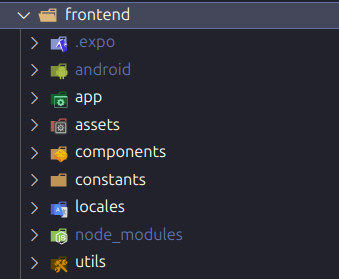 frontend
.expo
android
app
assets
components
constants
locales
node_modules
utils